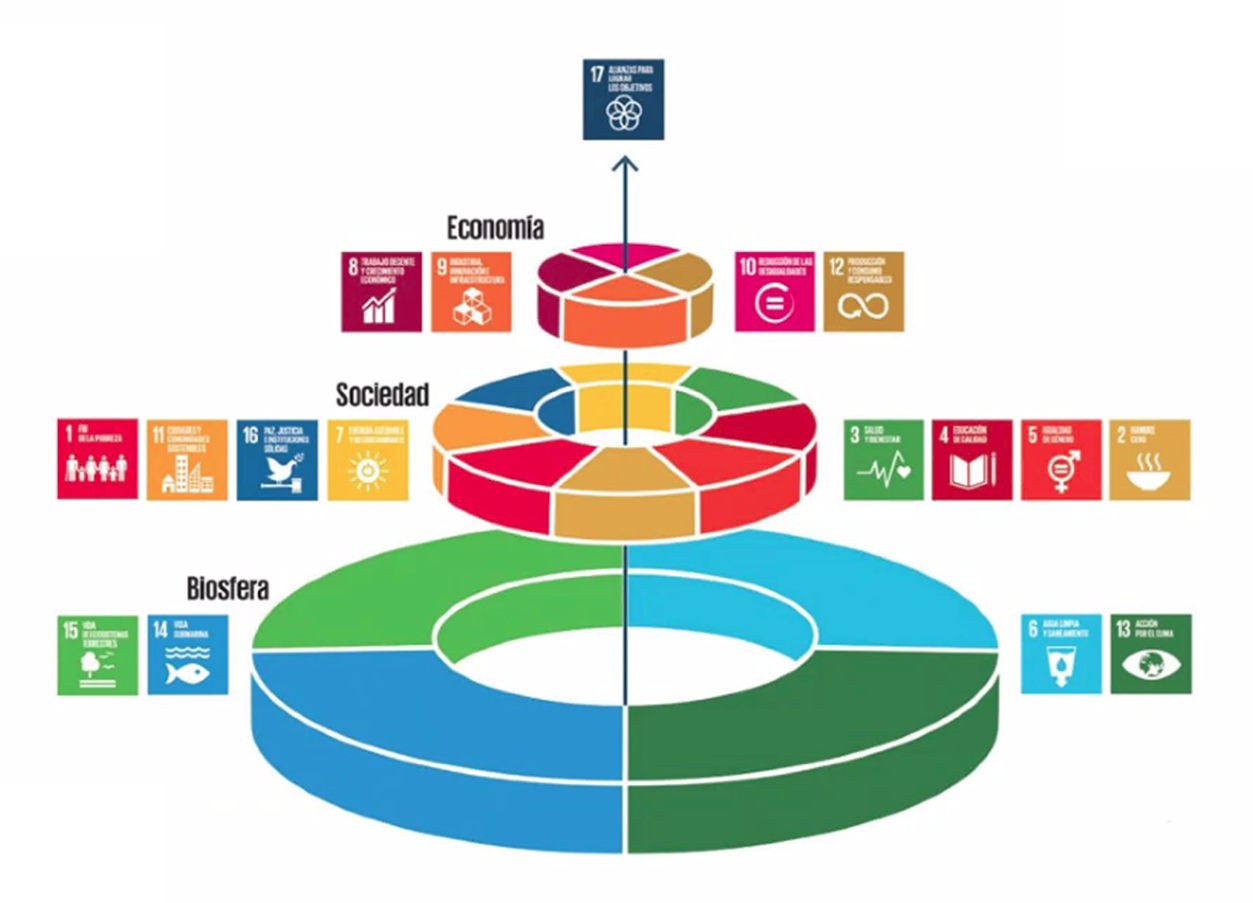 17 ALIANZAS PARA
LOGRAR
LOS OBJETIVOS
Economía
8 TRABAJO DECENTE
Y CRECIMIENTO
ECONÓMICO
9 INDUSTRIA,
INNOVACIÓN E
INFRAESTRUCTURA
10 REDUCCIÓN DE LAS
DESIGUALDADES
12 PRODUCCIÓN
Y CONSUMO
RESPONSABLES
Sociedad
1 FIN
DE LA POBREZA
11 CIUDADES Y
COMUNIDADES
SOSTENIBLES
16 PAZ, JUSTICIA
E INSTITUCIONES
SÓLIDAS
7 ENERGÍA ASEQUIBLE
Y NO CONTAMINANTE
3 SALUD
Y BIENESTAR
4 EDUCACIÓN
DE CALIDAD
5 IGUALDAD
DE GÉNERO
2 HAMBRE
CERO
Biosfera
15 VIDA
DE ECOSISTEMAS
TERRESTRES
14 VIDA
SUBMARINA
6 AGUA LIMPIA
Y SANEAMIENTO
13 ACCIÓN
POR EL CLIMA